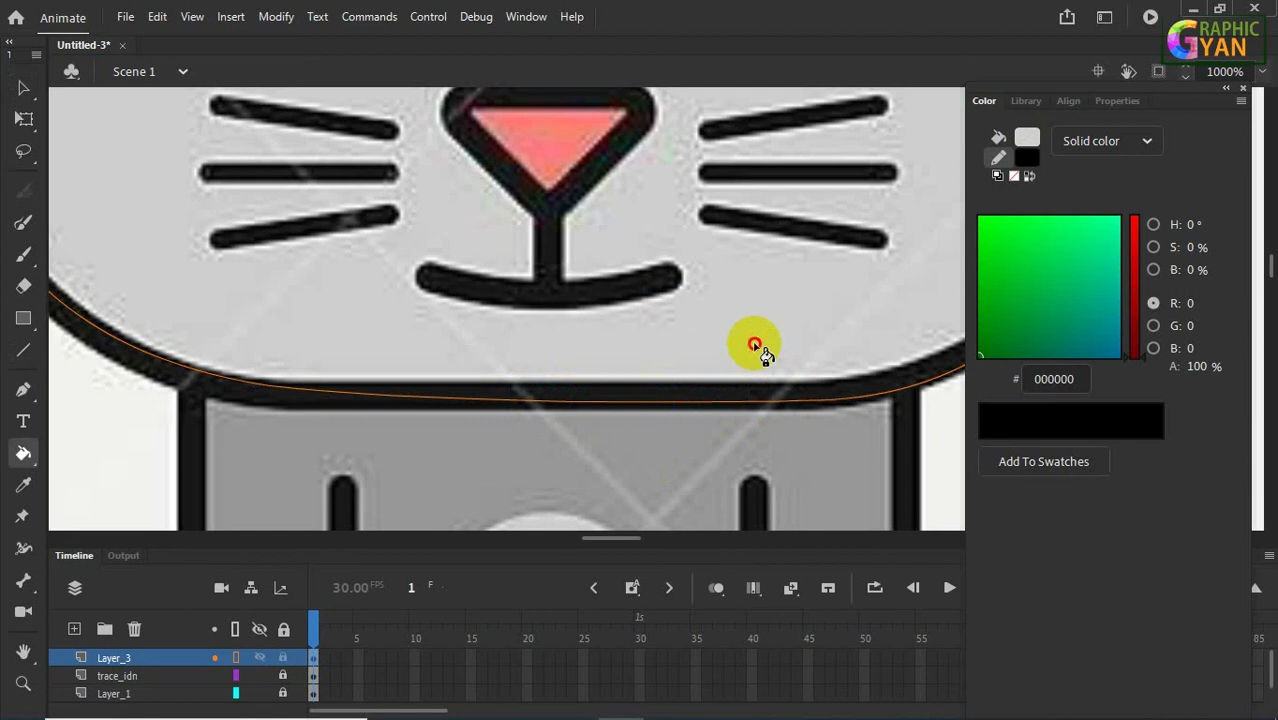 Animate File Edit View Insert Modify Text Commands Control Debug Window Help
GRAPHIC GYAN
Untitled-3* ×
Scene 1 1000%
Color Library Align Properties
Solid color
H: 0 °
S: 0 %
B: 0 %
R: 0
G: 0
B: 0
A: 100 %
# 000000
Add To Swatches
Timeline Output
30.00 FPS 1 F
1s
5 10 15 20 25 30 35 40 45 50 55 85
Layer_3
trace_idn
Layer_1